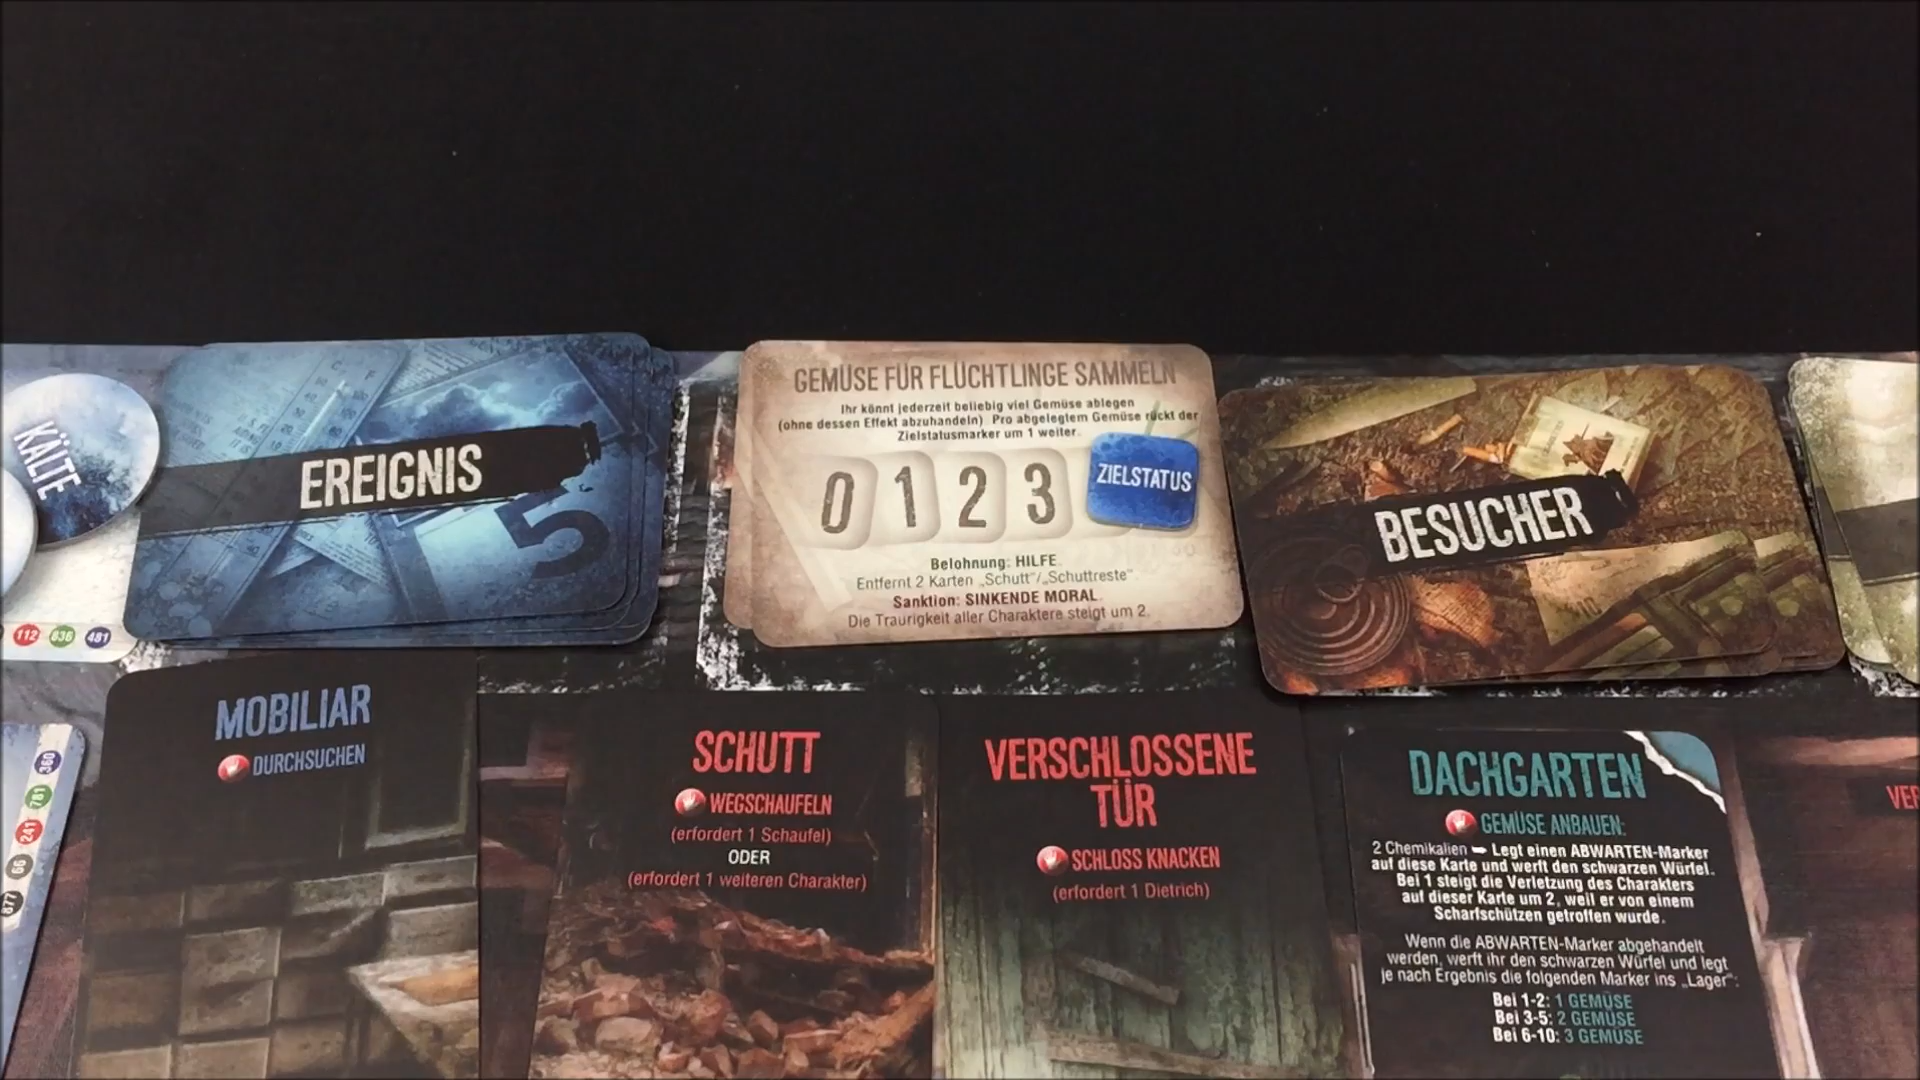 KÄLTE
112 836 481
EREIGNIS
5
GEMÜSE FÜR FLÜCHTLINGE SAMMELN
Ihr könnt jederzeit beliebig viel Gemüse ablegen
(ohne dessen Effekt abzuhandeln). Pro abgelegtem Gemüse rückt der
Zielstatusmarker um 1 weiter.
0 1 2 3
ZIELSTATUS
Belohnung: HILFE.
Entfernt 2 Karten „Schutt"/„Schuttreste".
Sanktion: SINKENDE MORAL.
Die Traurigkeit aller Charaktere steigt um 2.
BESUCHER
360
781
241
66
877
MOBILIAR
DURCHSUCHEN
SCHUTT
WEGSCHAUFELN
(erfordert 1 Schaufel)
ODER
(erfordert 1 weiteren Charakter)
VERSCHLOSSENE
TÜR
SCHLOSS KNACKEN
(erfordert 1 Dietrich)
DACHGARTEN
GEMÜSE ANBAUEN:
2 Chemikalien ➡ Legt einen ABWARTEN-Marker
auf diese Karte und werft den schwarzen Würfel.
Bei 1 steigt die Verletzung des Charakters
auf dieser Karte um 2, weil er von einem
Scharfschützen getroffen wurde.
Wenn die ABWARTEN-Marker abgehandelt
werden, werft ihr den schwarzen Würfel und legt
je nach Ergebnis die folgenden Marker ins „Lager":
Bei 1-2: 1 GEMÜSE
Bei 3-5: 2 GEMÜSE
Bei 6-10: 3 GEMÜSE